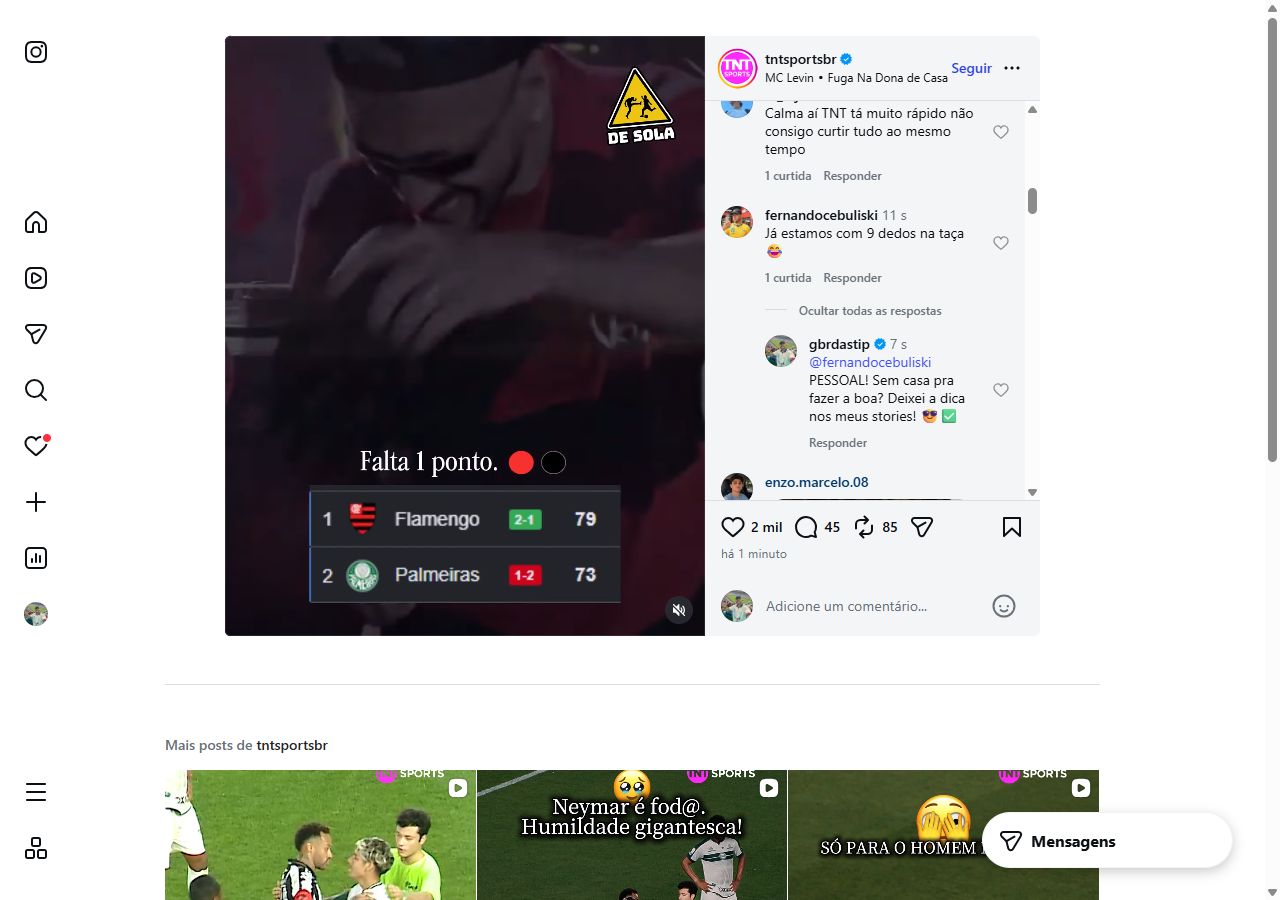 DE SOLA
Falta 1 ponto.
1 Flamengo 2-1 79
2 Palmeiras 1-2 73
TNT
SPORTS
tntsportsbr
MC Levin • Fuga Na Dona de Casa
Seguir
Calma aí TNT tá muito rápido não
consigo curtir tudo ao mesmo
tempo
1 curtida Responder
fernandocebuliski 11 s
Já estamos com 9 dedos na taça
😂
1 curtida Responder
Ocultar todas as respostas
gbrdastip 7 s
@fernandocebuliski
PESSOAL! Sem casa pra
fazer a boa? Deixei a dica
nos meus stories! 😎 ✅
Responder
enzo.marcelo.08
2 mil 45 85
há 1 minuto
Adicione um comentário...
Mais posts de tntsportsbr
TNT SPORTS
TNT SPORTS
Neymar é fod@.
Humildade gigantesca!
TNT SPORTS
SÓ PARA O HOMEM
Mensagens